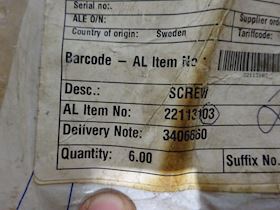 Serial no:
ALE O/N: Supplier order
Country of origin: Sweden Tariffcode:
Barcode - AL Item No:
Desc.: SCREW
AL Item No: 22113103
Delivery Note: 3406660
Quantity: 6.00 Suffix No.